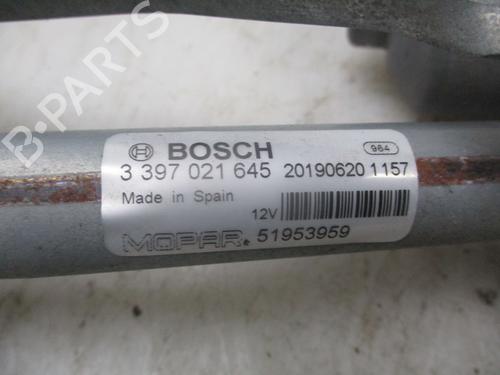 B-PARTS
BOSCH
984
3 397 021 645 20190620 1157
Made in Spain
12V
MOPAR 51953959